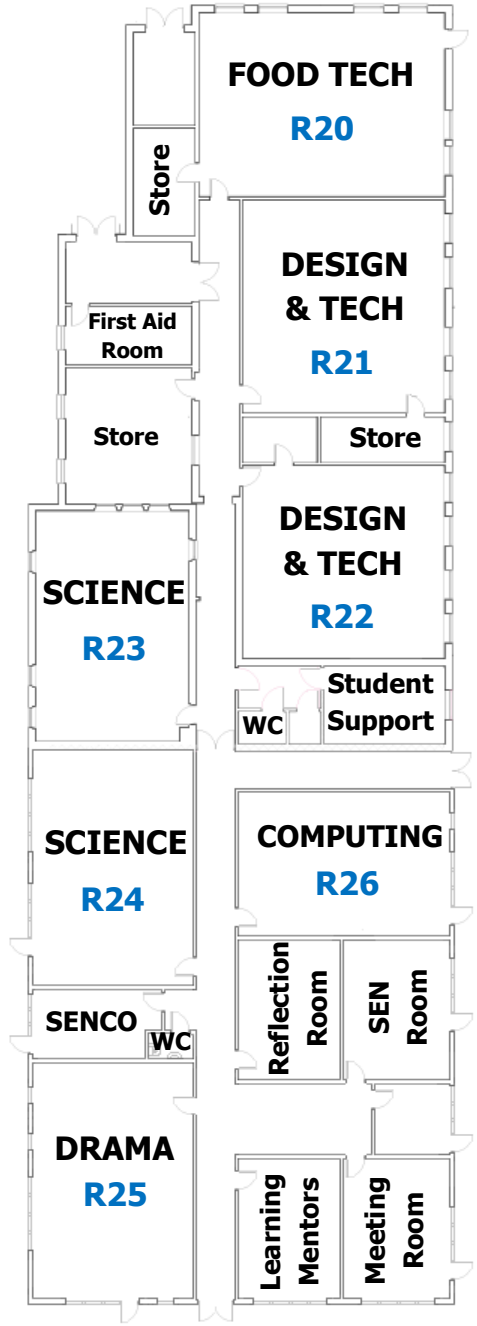 FOOD TECH
R20
Store
DESIGN
& TECH
R21
First Aid
Room
Store
Store
DESIGN
& TECH
R22
SCIENCE
R23
Student
Support
WC
SCIENCE
R24
COMPUTING
R26
Reflection
Room
SEN
Room
SENCO
WC
DRAMA
R25
Learning
Mentors
Meeting
Room